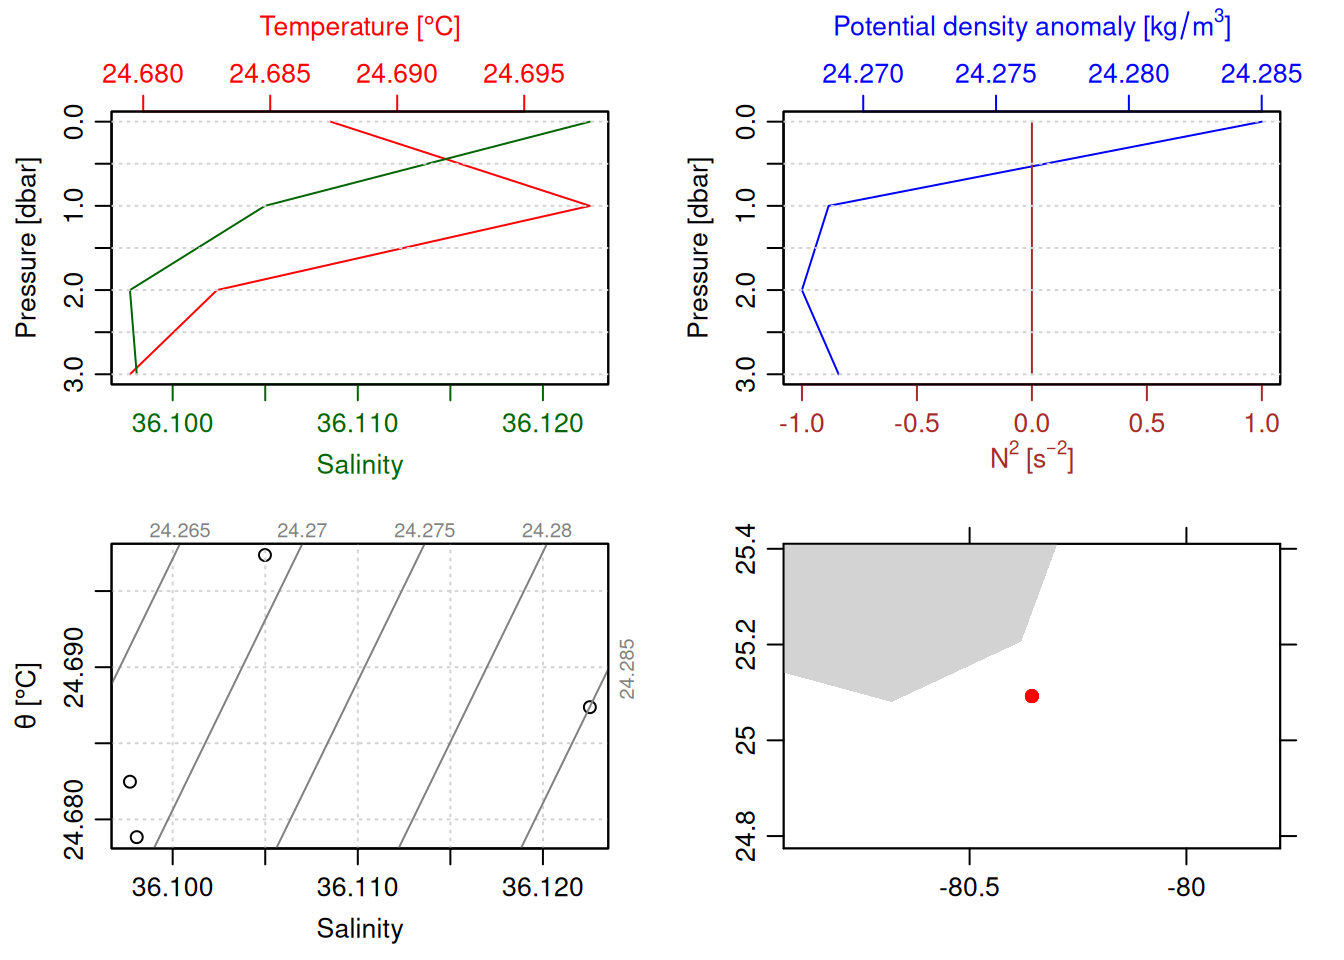 Temperature [°C]
24.680 24.685 24.690 24.695
Pressure [dbar]
0.0 1.0 2.0 3.0
36.100 36.110 36.120
Salinity
Potential density anomaly [kg/m³]
24.270 24.275 24.280 24.285
Pressure [dbar]
0.0 1.0 2.0 3.0
-1.0 -0.5 0.0 0.5 1.0
N² [s⁻²]
24.265 24.27 24.275 24.28
24.285
θ [°C]
24.690
24.680
36.100 36.110 36.120
Salinity
25.4
25.2
25
24.8
-80.5 -80